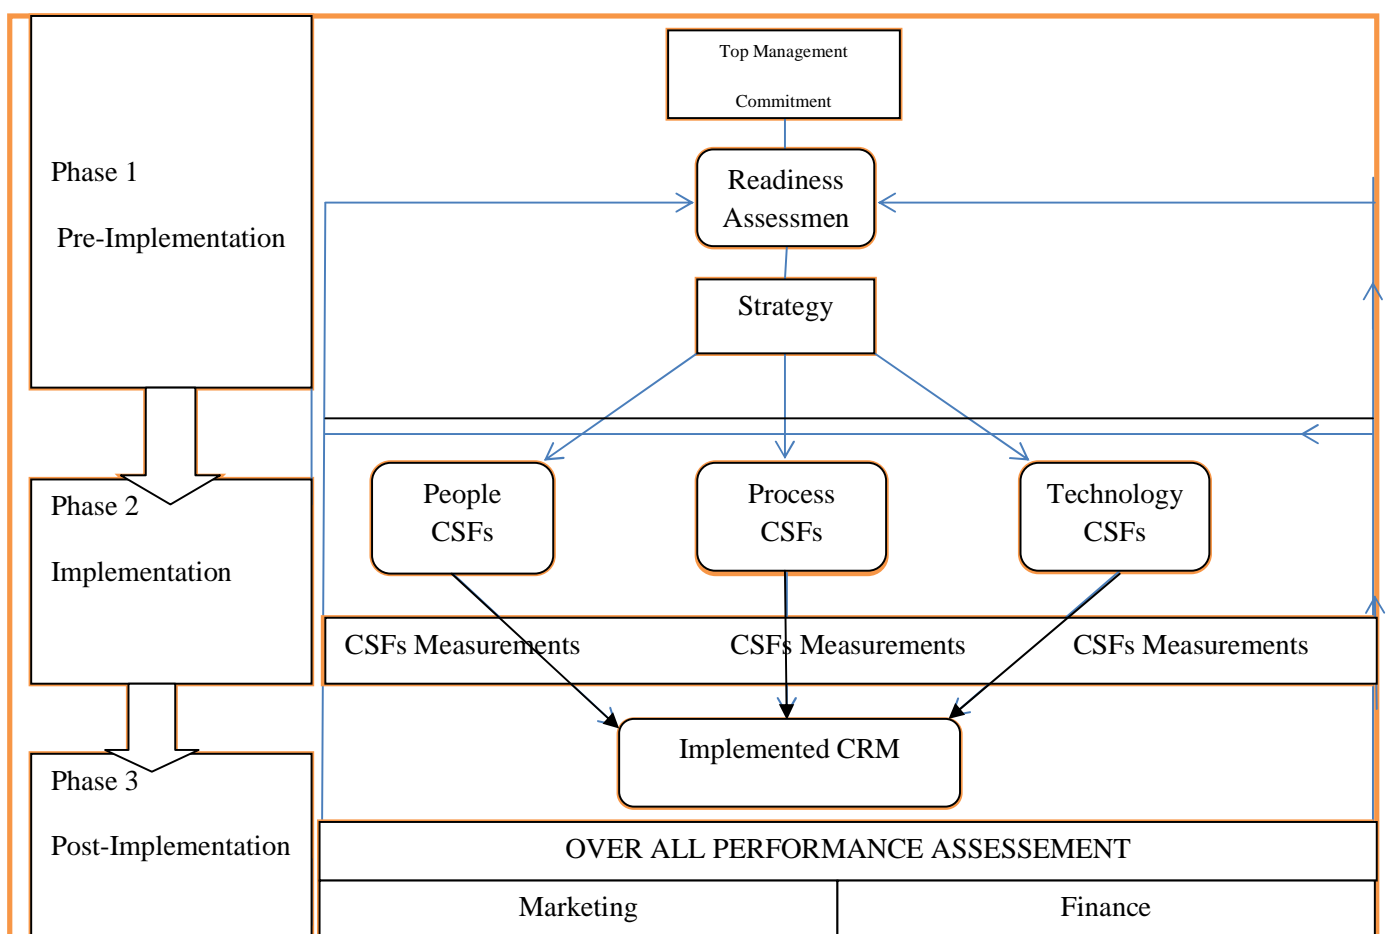 Top Management
Commitment
Phase 1
Pre-Implementation
Readiness
Assessmen
Strategy
Phase 2
Implementation
People
CSFs
Process
CSFs
Technology
CSFs
CSFs Measurements
CSFs Measurements
CSFs Measurements
Implemented CRM
Phase 3
Post-Implementation
OVER ALL PERFORMANCE ASSESSEMENT
Marketing
Finance